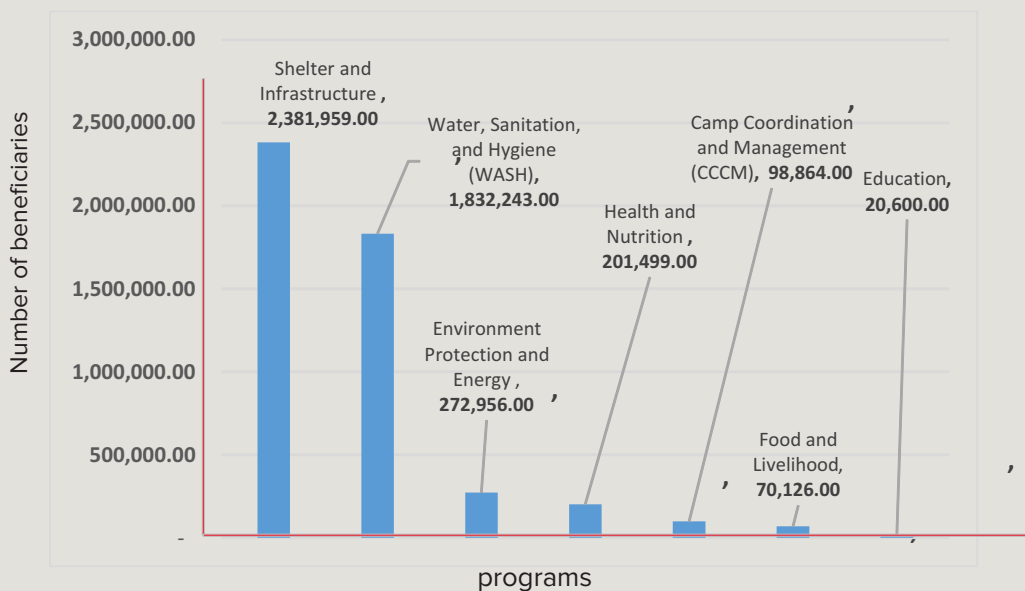 3,000,000.00
2,500,000.00
2,000,000.00
1,500,000.00
1,000,000.00
500,000.00
-
Number of beneficiaries
Shelter and
Infrastructure ,
2,381,959.00
Water, Sanitation,
and Hygiene
(WASH),
1,832,243.00
Environment
Protection and
Energy ,
272,956.00
Health and
Nutrition ,
201,499.00
Camp Coordination
and Management
(CCCM), 98,864.00
Food and
Livelihood,
70,126.00
Education,
20,600.00
programs